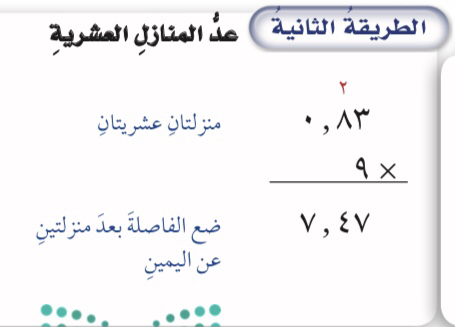 الطريقةُ الثانيةُ عدُّ المنازلِ العشريةِ
٢
٠,٨٣ منزلتانِ عشريتانِ
٩ ×
٧,٤٧ ضع الفاصلةَ بعدَ منزلتينِ
عن اليمينِ